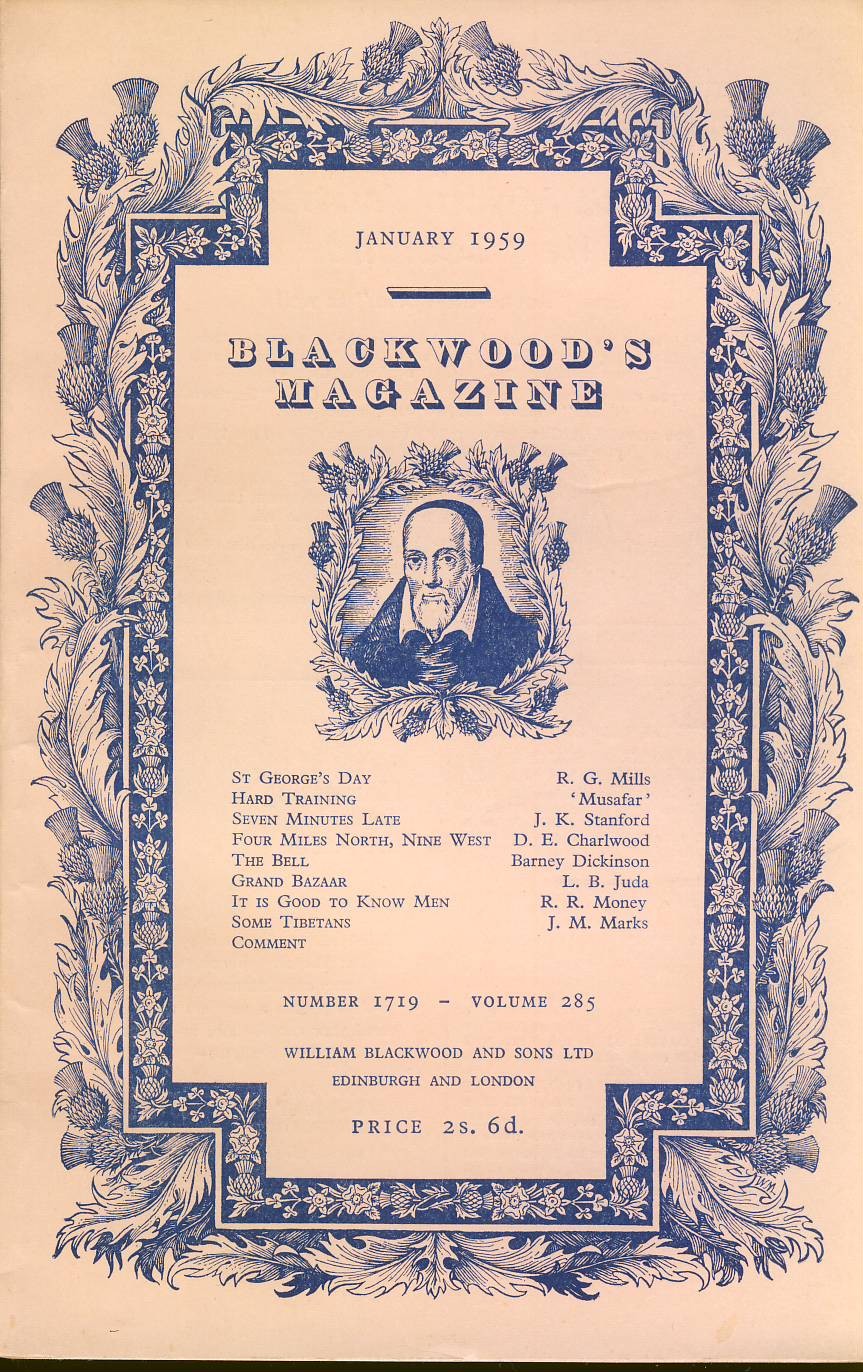 JANUARY 1959
BLACKWOOD'S
MAGAZINE
ST GEORGE'S DAY R. G. Mills
HARD TRAINING 'Musafar'
SEVEN MINUTES LATE J. K. Stanford
FOUR MILES NORTH, NINE WEST D. E. Charlwood
THE BELL Barney Dickinson
GRAND BAZAAR L. B. Juda
IT IS GOOD TO KNOW MEN R. R. Money
SOME TIBETANS J. M. Marks
COMMENT
NUMBER 1719 – VOLUME 285
WILLIAM BLACKWOOD AND SONS LTD
EDINBURGH AND LONDON
PRICE 2s. 6d.